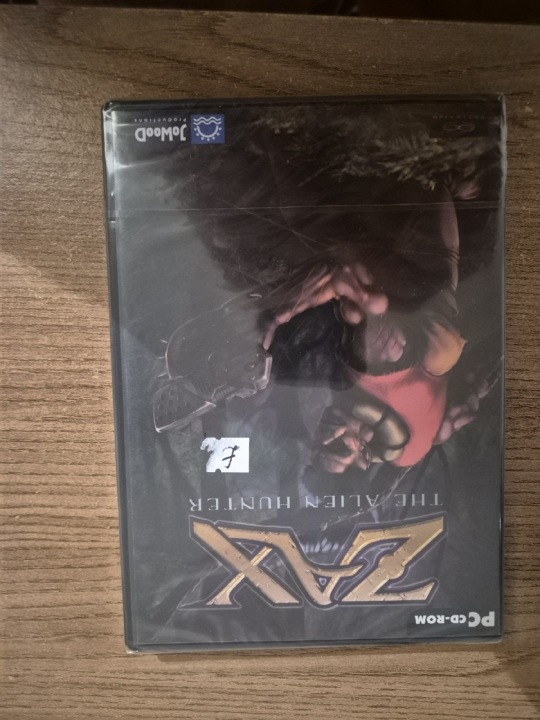 PC CD-ROM
ZAX
THE ALIEN HUNTER
JoWooD
Productions